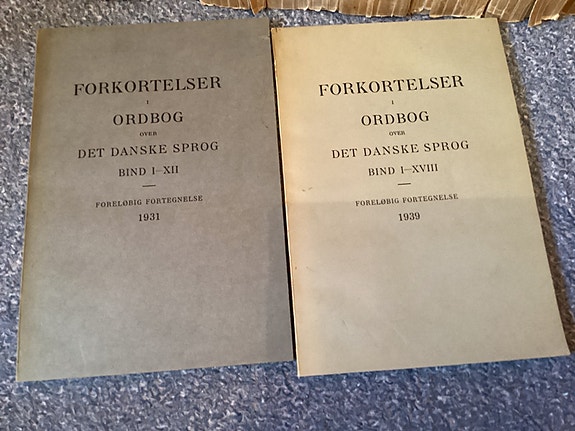 FORKORTELSER
I
ORDBOG
OVER
DET DANSKE SPROG
BIND I—XII
FORELØBIG FORTEGNELSE
1931
FORKORTELSER
I
ORDBOG
OVER
DET DANSKE SPROG
BIND I—XVIII
FORELØBIG FORTEGNELSE
1939